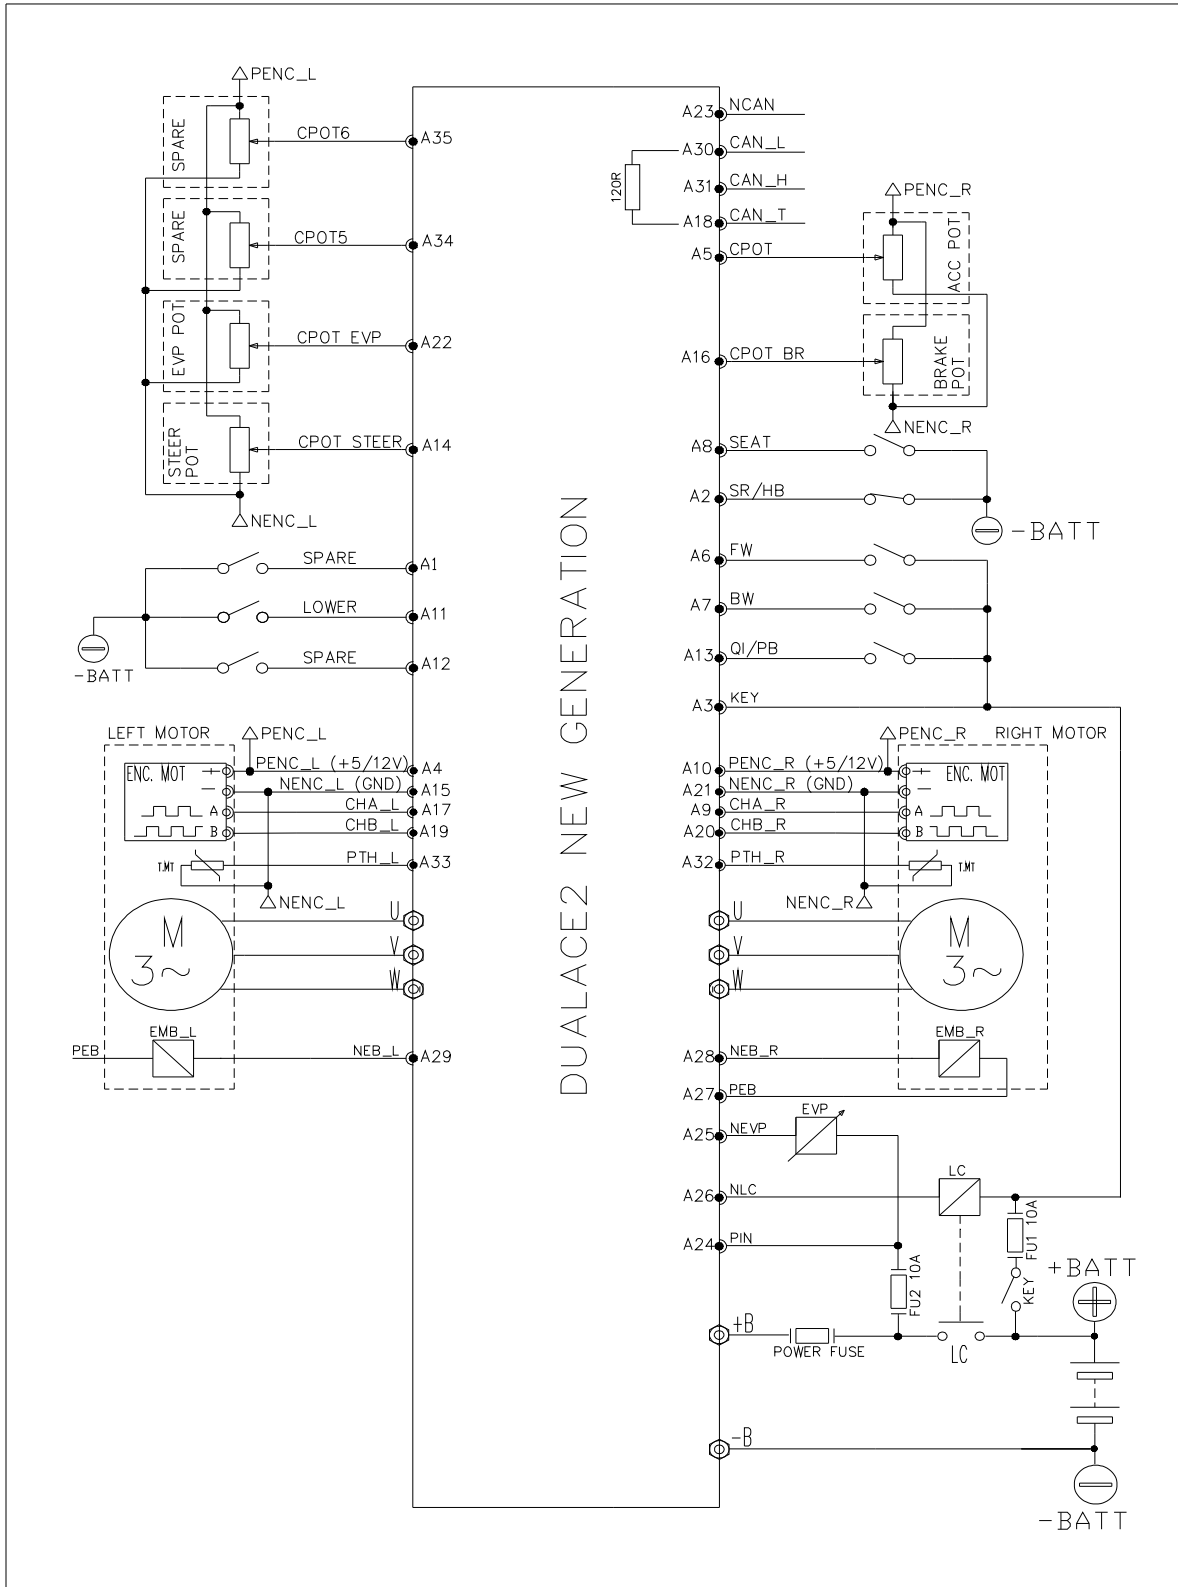 PENC_L
SPARE
CPOT6
A35
SPARE
CPOT5
A34
EVP POT
CPOT EVP
A22
STEER POT
CPOT STEER
A14
NENC_L
SPARE
A1
LOWER
A11
SPARE
A12
-BATT
LEFT MOTOR
PENC_L
ENC. MOT
+
PENC_L (+5/12V)
A4
-
NENC_L (GND)
A15
A
CHA_L
A17
B
CHB_L
A19
T.MT
PTH_L
A33
NENC_L
M
3~
U
V
W
EMB_L
PEB
NEB_L
A29
DUALACE2 NEW GENERATION
A23
NCAN
A30
CAN_L
120R
A31
CAN_H
A18
CAN_T
A5
CPOT
PENC_R
ACC POT
A16
CPOT BR
BRAKE POT
NENC_R
A8
SEAT
A2
SR/HB
-BATT
A6
FW
A7
BW
A13
QI/PB
A3
KEY
PENC_R
RIGHT MOTOR
A10
PENC_R (+5/12V)
+
ENC. MOT
A21
NENC_R (GND)
-
A9
CHA_R
A
A20
CHB_R
B
A32
PTH_R
T.MT
NENC_R
U
V
W
M
3~
EMB_R
A28
NEB_R
A27
PEB
EVP
A25
NEVP
LC
A26
NLC
FU1 10A
A24
PIN
FU2 10A
KEY
+BATT
+B
POWER FUSE
LC
-B
-BATT